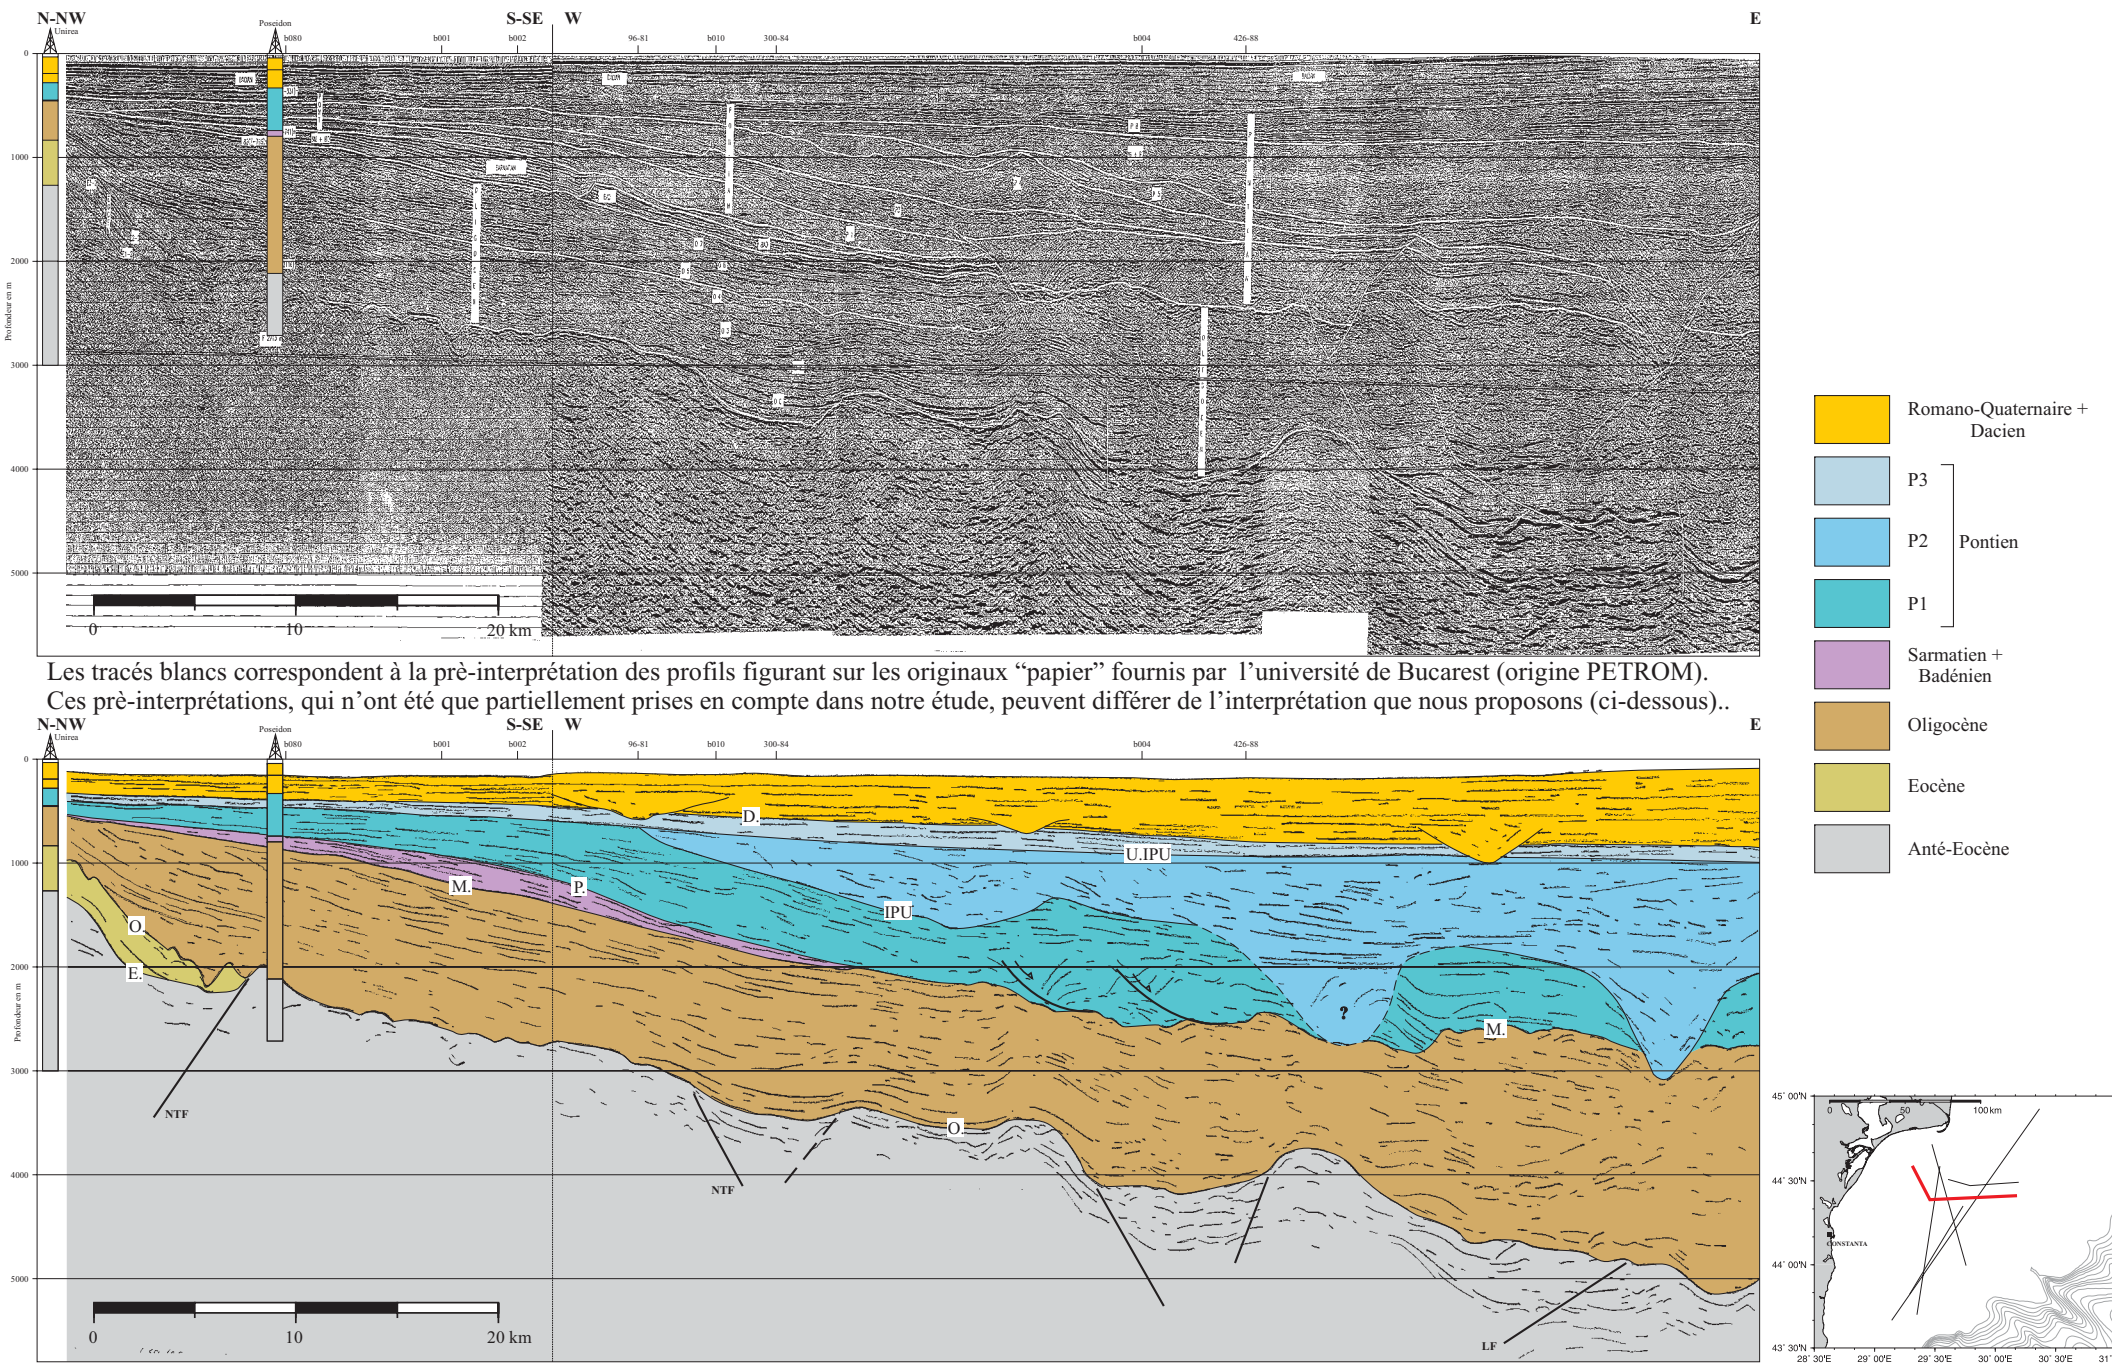 N-NW
S-SE
W
E
Unirea
Poseidon
b080
b001
b002
96-81
b010
300-84
b004
426-88
0
1000
2000
3000
4000
5000
Profondeur en m
SARMATIAN
0
10
20 km
Les tracés blancs correspondent à la prè-interprétation des profils figurant sur les originaux “papier” fournis par l’université de Bucarest (origine PETROM).
Ces prè-interprétations, qui n’ont été que partiellement prises en compte dans notre étude, peuvent différer de l’interprétation que nous proposons (ci-dessous)..
N-NW
S-SE
W
E
Unirea
Poseidon
b080
b001
b002
96-81
b010
300-84
b004
426-88
0
1000
2000
3000
4000
5000
Profondeur en m
D.
U.IPU
M.
P.
IPU
O.
E.
?
M.
O.
NTF
NTF
LF
0
10
20 km
Romano-Quaternaire +
Dacien
P3
P2
Pontien
P1
Sarmatien +
Badénien
Oligocène
Eocène
Anté-Eocène
45° 00'N
44° 30'N
44° 00'N
43° 30'N
0
50
100 km
CONSTANTA
28° 30'E
29° 00'E
29° 30'E
30° 00'E
30° 30'E
31°